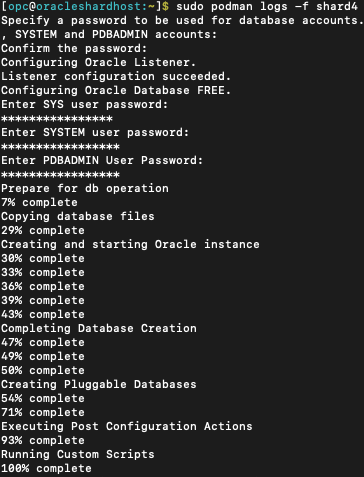 [opc@oracleshardhost:~]$ sudo podman logs -f shard4
Specify a password to be used for database accounts.
, SYSTEM and PDBADMIN accounts:
Confirm the password:
Configuring Oracle Listener.
Listener configuration succeeded.
Configuring Oracle Database FREE.
Enter SYS user password:
****************
Enter SYSTEM user password:
*****************
Enter PDBADMIN User Password:
*****************
Prepare for db operation
7% complete
Copying database files
29% complete
Creating and starting Oracle instance
30% complete
33% complete
36% complete
39% complete
43% complete
Completing Database Creation
47% complete
49% complete
50% complete
Creating Pluggable Databases
54% complete
71% complete
Executing Post Configuration Actions
93% complete
Running Custom Scripts
100% complete